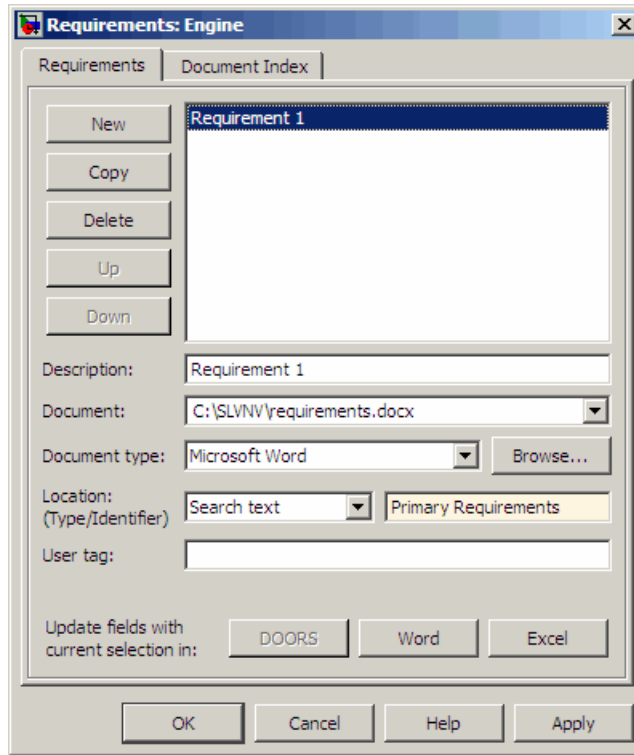 Requirements: Engine
Requirements
Document Index
New
Requirement 1
Copy
Delete
Up
Down
Description:
Requirement 1
Document:
C:\SLVNV\requirements.docx
Document type:
Microsoft Word
Browse...
Location:
(Type/Identifier)
Search text
Primary Requirements
User tag:
Update fields with
current selection in:
DOORS
Word
Excel
OK
Cancel
Help
Apply